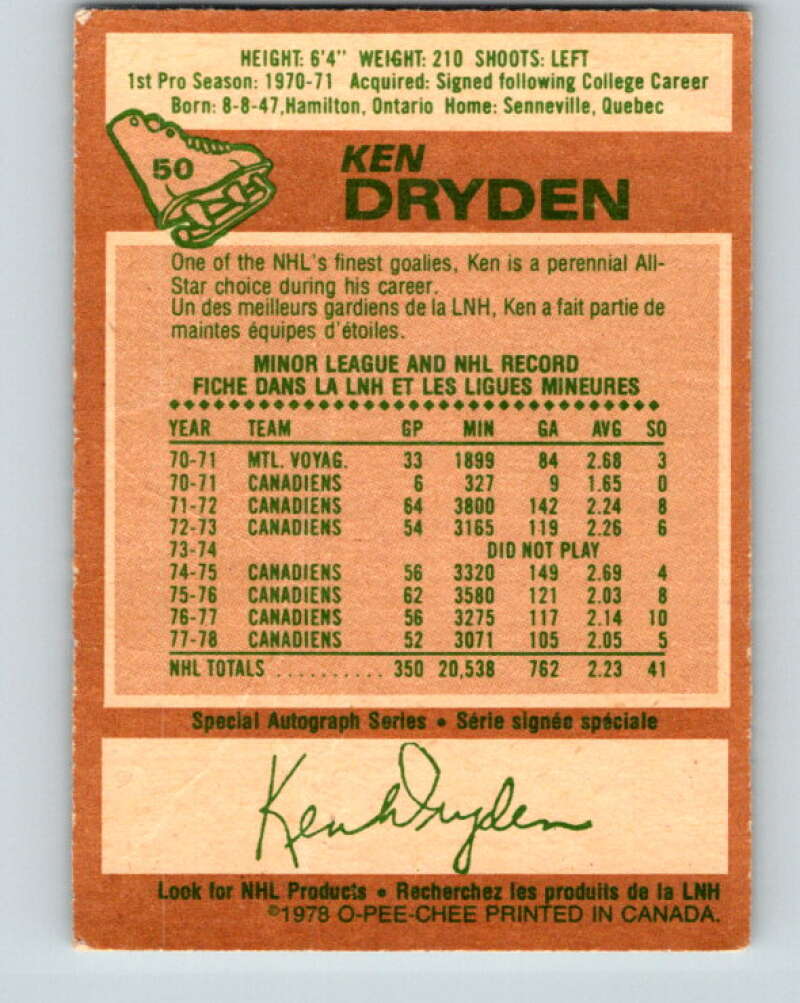 HEIGHT: 6'4" WEIGHT: 210 SHOOTS: LEFT
1st Pro Season: 1970-71 Acquired: Signed following College Career
Born: 8-8-47,Hamilton, Ontario Home: Senneville, Quebec
50
KEN
DRYDEN
One of the NHL's finest goalies, Ken is a perennial All-
Star choice during his career.
Un des meilleurs gardiens de la LNH, Ken a fait partie de
maintes équipes d'étoiles.
MINOR LEAGUE AND NHL RECORD
FICHE DANS LA LNH ET LES LIGUES MINEURES
YEAR TEAM GP MIN GA AVG SO
70-71 MTL. VOYAG. 33 1899 84 2.68 3
70-71 CANADIENS 6 327 9 1.65 0
71-72 CANADIENS 64 3800 142 2.24 8
72-73 CANADIENS 54 3165 119 2.26 6
73-74 DID NOT PLAY
74-75 CANADIENS 56 3320 149 2.69 4
75-76 CANADIENS 62 3580 121 2.03 8
76-77 CANADIENS 56 3275 117 2.14 10
77-78 CANADIENS 52 3071 105 2.05 5
NHL TOTALS .......... 350 20,538 762 2.23 41
Special Autograph Series • Série signée spéciale
Ken Dryden
Look for NHL Products • Recherchez les produits de la LNH
©1978 O-PEE-CHEE PRINTED IN CANADA.